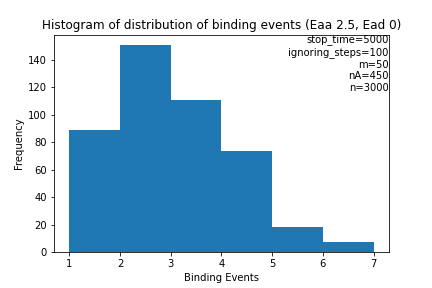 Histogram of distribution of binding events (Eaa 2.5, Ead 0)
stop_time=5000
ignoring_steps=100
m=50
nA=450
n=3000
140
120
100
80
60
40
20
0
Frequency
1 2 3 4 5 6 7
Binding Events